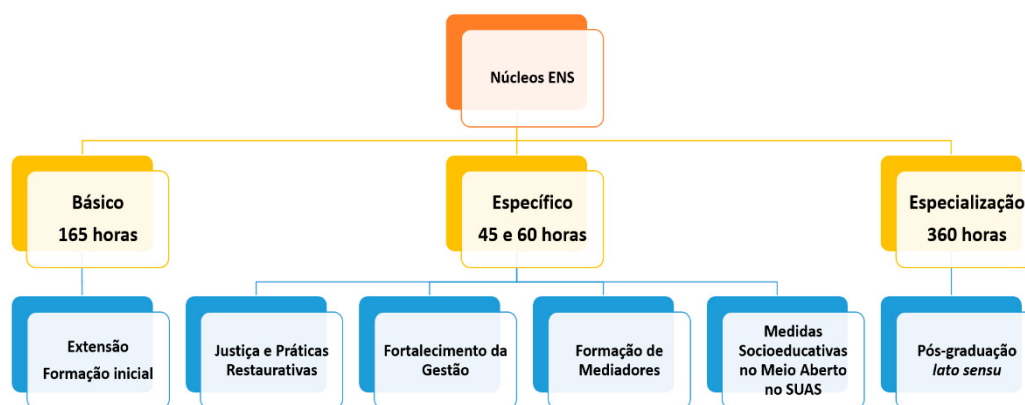 Núcleos ENS
Básico
165 horas
Específico
45 e 60 horas
Especialização
360 horas
Extensão
Formação inicial
Justiça e Práticas
Restaurativas
Fortalecimento da
Gestão
Formação de
Mediadores
Medidas
Socioeducativas
no Meio Aberto
no SUAS
Pós-graduação
lato sensu